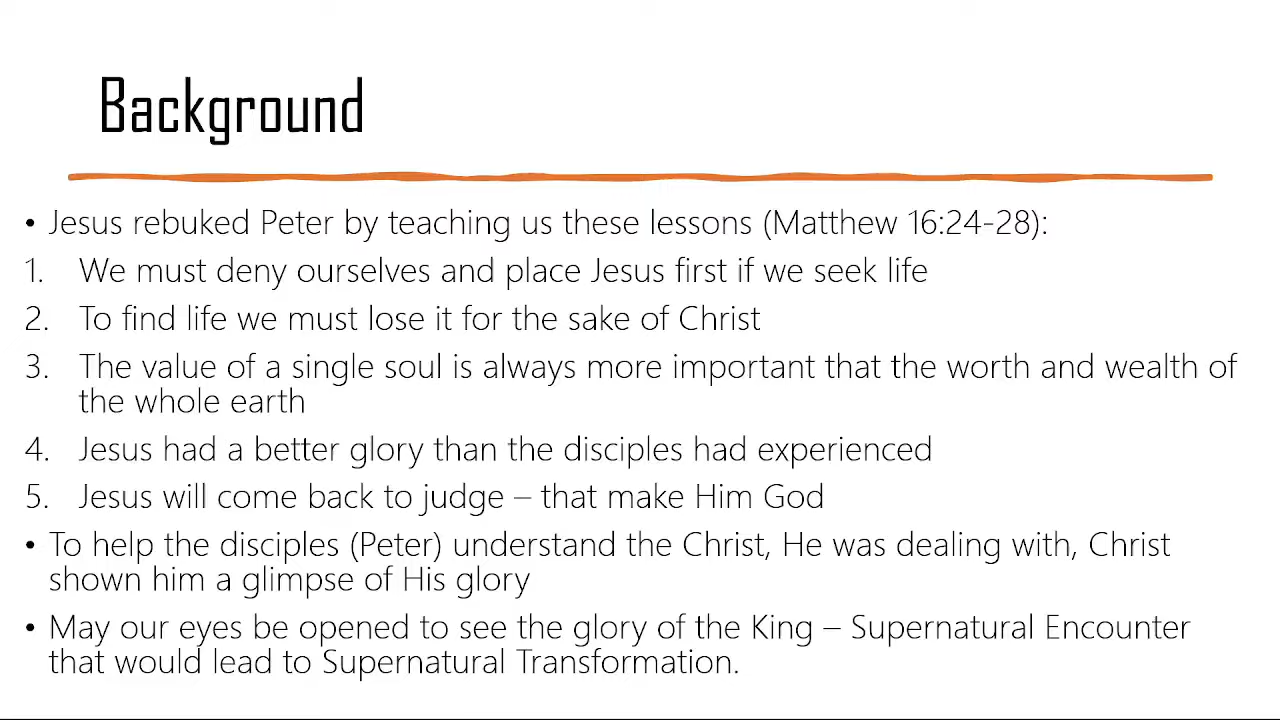 Background
• Jesus rebuked Peter by teaching us these lessons (Matthew 16:24-28):
1. We must deny ourselves and place Jesus first if we seek life
2. To find life we must lose it for the sake of Christ
3. The value of a single soul is always more important that the worth and wealth of
the whole earth
4. Jesus had a better glory than the disciples had experienced
5. Jesus will come back to judge – that make Him God
• To help the disciples (Peter) understand the Christ, He was dealing with, Christ
shown him a glimpse of His glory
• May our eyes be opened to see the glory of the King – Supernatural Encounter
that would lead to Supernatural Transformation.